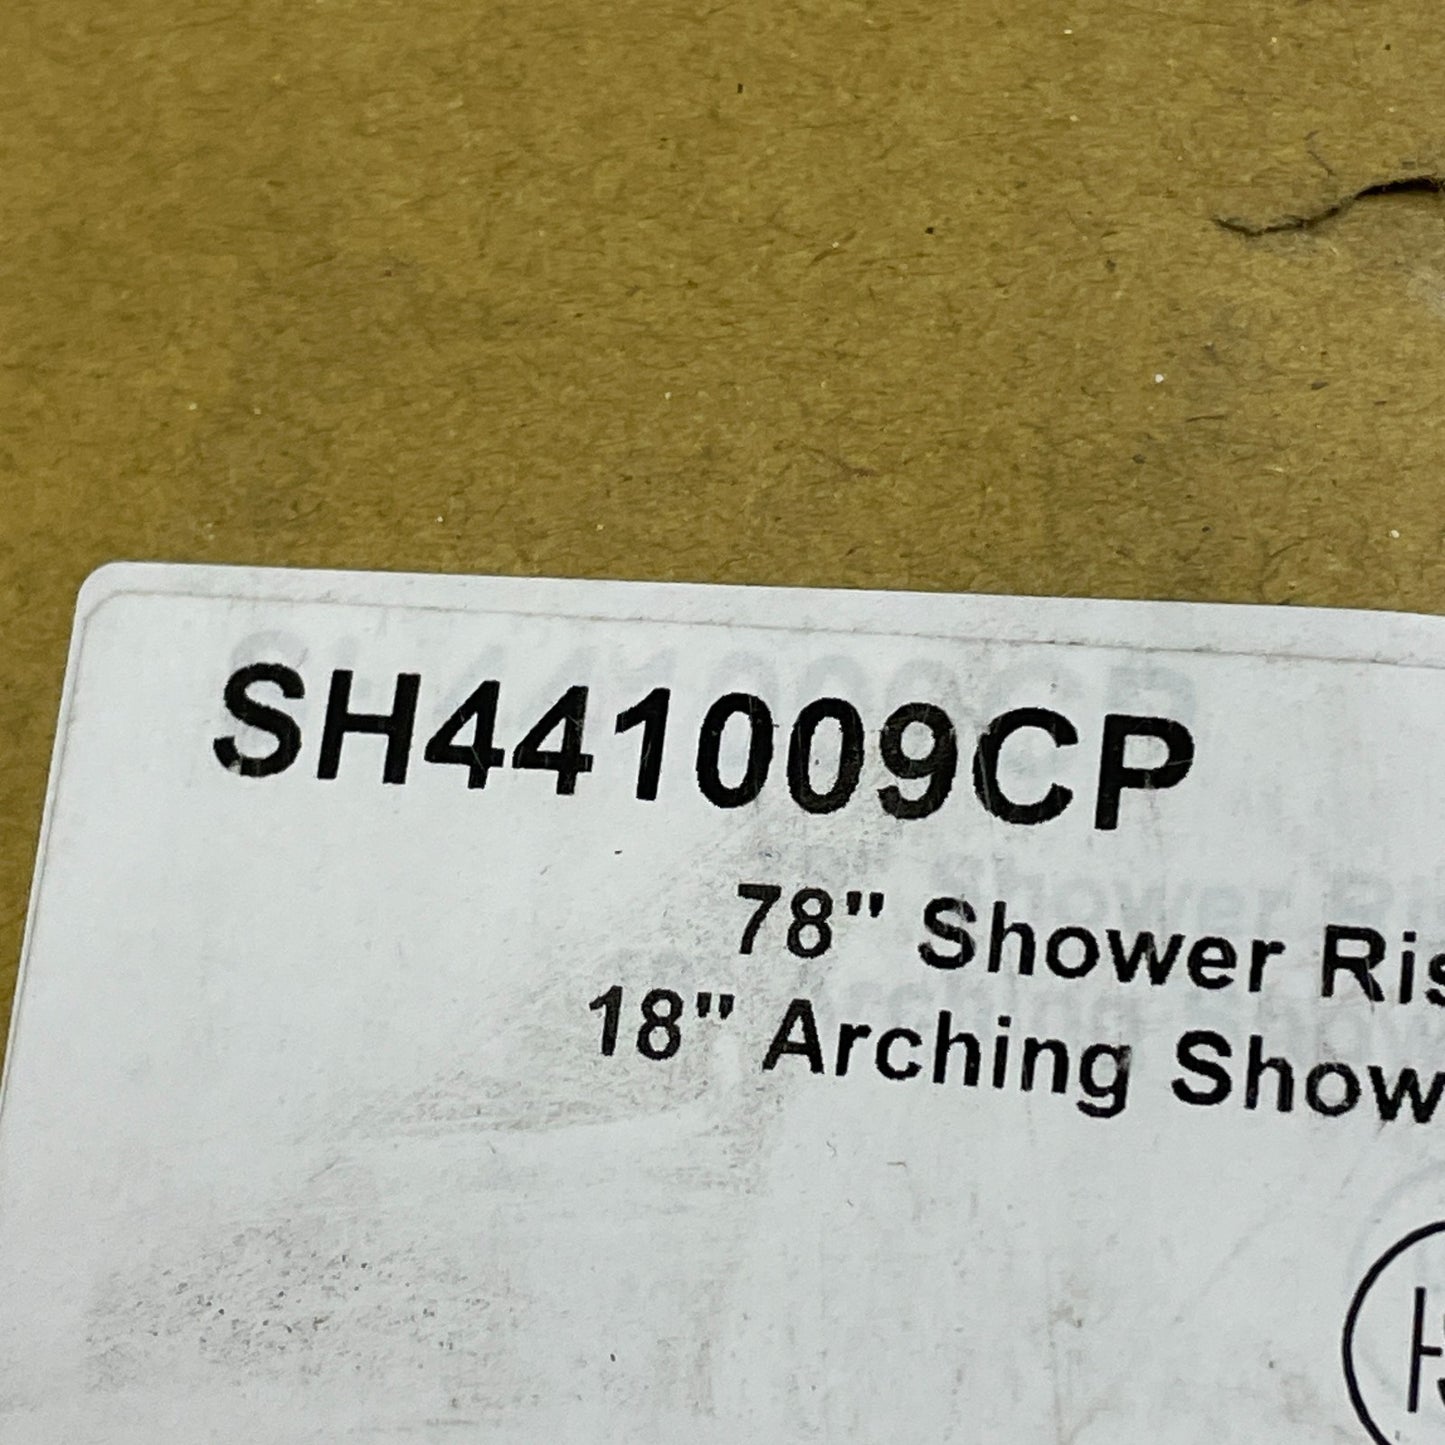 SH441009CP
78" Shower Ris
18" Arching Show